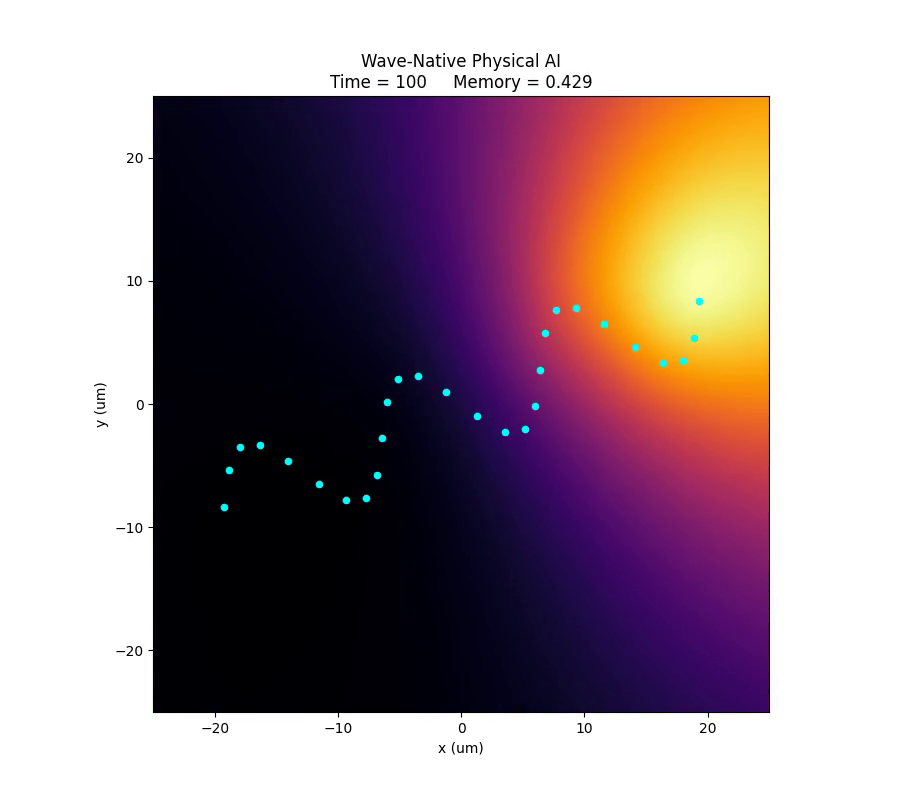 Wave-Native Physical AI
Time = 100 Memory = 0.429
20
10
0
−10
−20
y (um)
−20 −10 0 10 20
x (um)